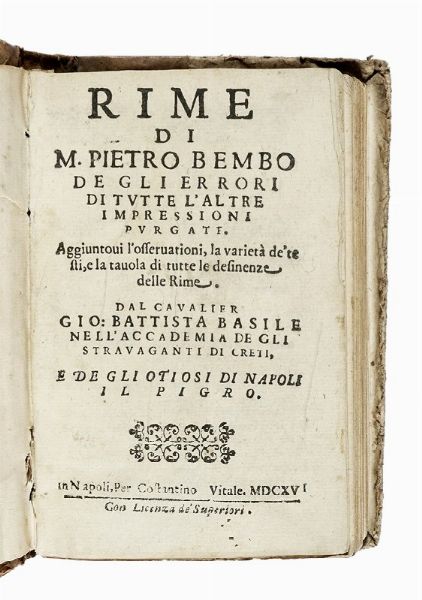 RIME
DI
M. PIETRO BEMBO
DE GLI ERRORI
DI TVTTE L'ALTRE
IMPRESSIONI
PVRGATE.
Aggiuntoui l'osseruationi, la varietà de'te
sti, e la tauola di tutte le desinenze
delle Rime.
DAL CAVALIER
GIO: BATTISTA BASILE
NELL'ACCADEMIA DE GLI
STRAVAGANTI DI CRETI,
E DE GLI OTIOSI DI NAPOLI
IL PIGRO.
in Napoli, Per Costantino Vitale. MDCXVI
Con Licenza de' Superiori.